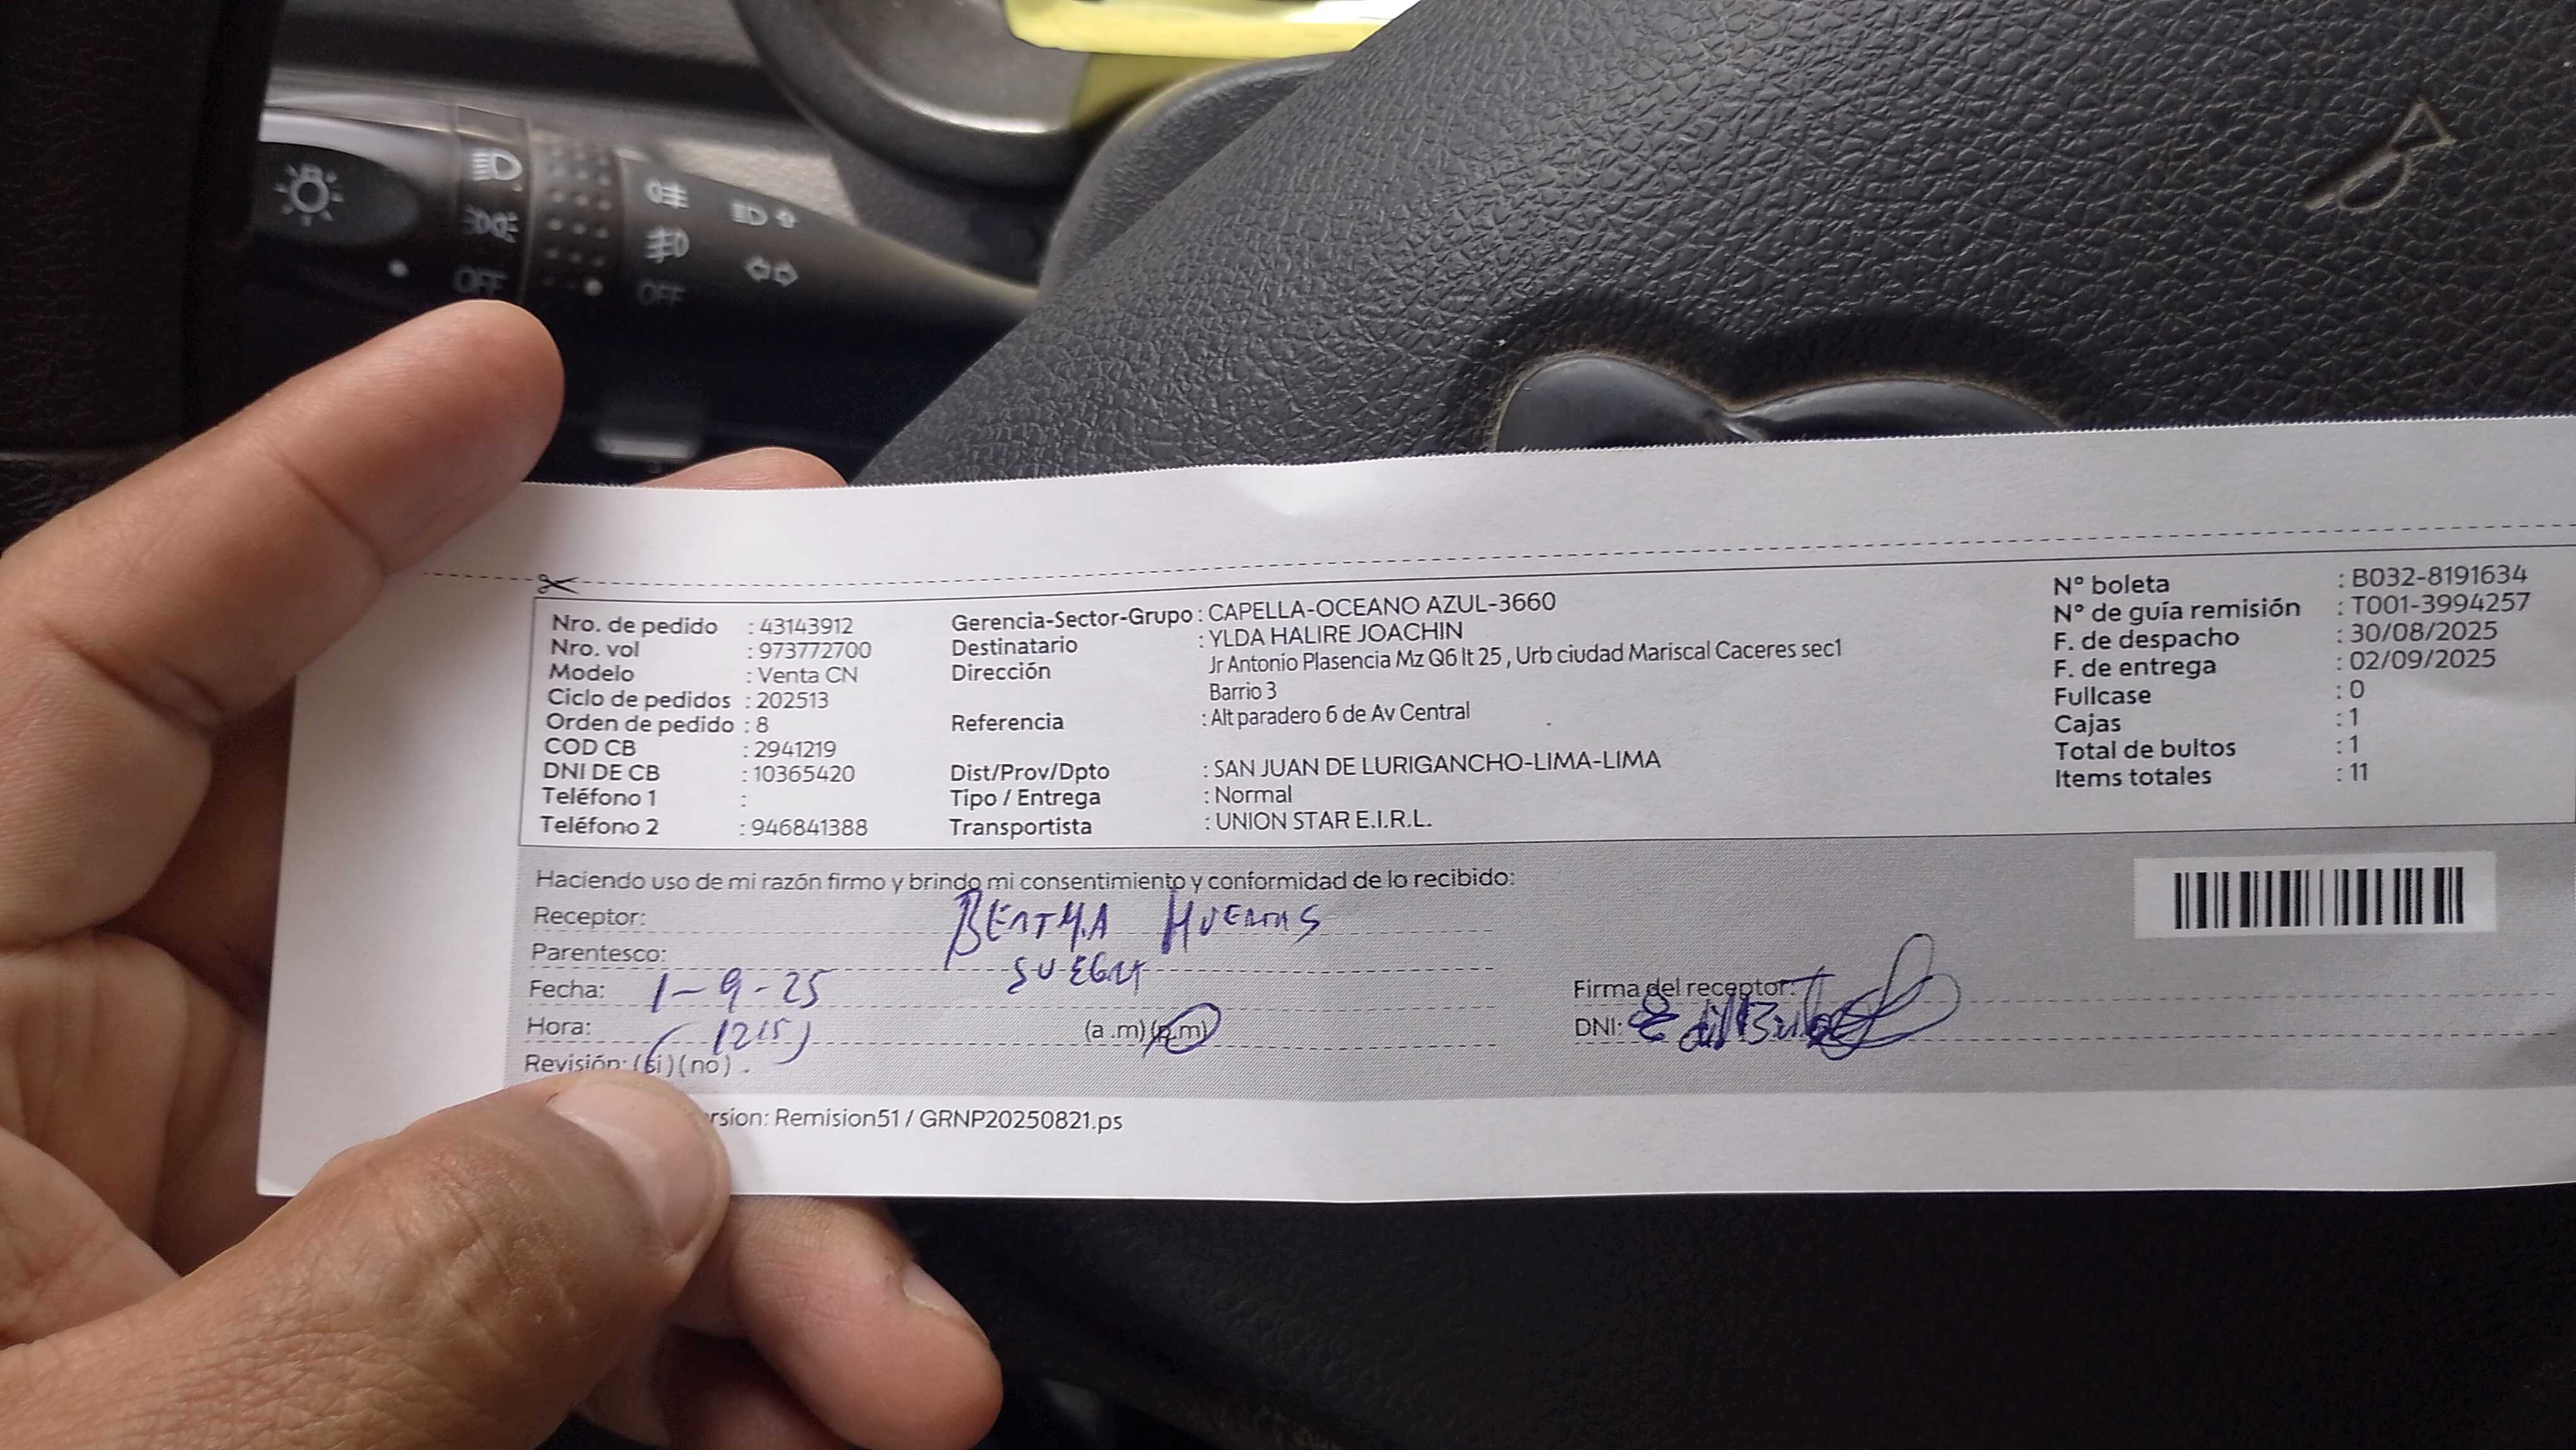 OFF
OFF
Nro. de pedido : 43143912
Nro. vol : 973772700
Modelo : Venta CN
Ciclo de pedidos : 202513
Orden de pedido : 8
COD CB : 2941219
DNI DE CB : 10365420
Teléfono 1 :
Teléfono 2 : 946841388
Gerencia-Sector-Grupo : CAPELLA-OCEANO AZUL-3660
Destinatario : YLDA HALIRE JOACHIN
Dirección Jr Antonio Plasencia Mz Q6 lt 25 , Urb ciudad Mariscal Caceres sec1
Barrio 3
Referencia : Alt paradero 6 de Av Central
Dist/Prov/Dpto : SAN JUAN DE LURIGANCHO-LIMA-LIMA
Tipo / Entrega : Normal
Transportista : UNION STAR E.I.R.L.
N° boleta : B032-8191634
N° de guía remisión : T001-3994257
F. de despacho : 30/08/2025
F. de entrega : 02/09/2025
Fullcase : 0
Cajas : 1
Total de bultos : 1
Items totales : 11
Haciendo uso de mi razón firmo y brindo mi consentimiento y conformidad de lo recibido:
Receptor: BERTHA HUERTAS
Parentesco: SUEGRA
Fecha: 1-9-25
Hora: 1215 (a .m) (p.m)
Revisión: (si) (no) .
Firma del receptor:
DNI:
rsion: Remision51 / GRNP20250821.ps